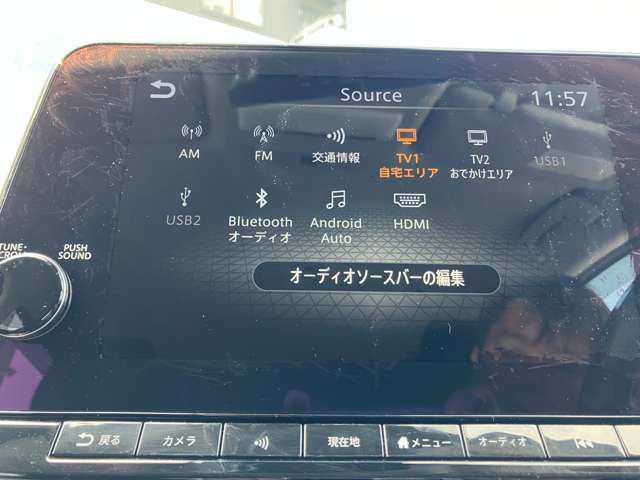 Source
11:57
AM
FM
交通情報
TV1
自宅エリア
TV2
おでかけエリア
USB1
USB2
Bluetooth
オーディオ
Android
Auto
HDMI
オーディオソースバーの編集
TUNE・
SCROLL
PUSH
SOUND
戻る
カメラ
現在地
メニュー
オーディオ